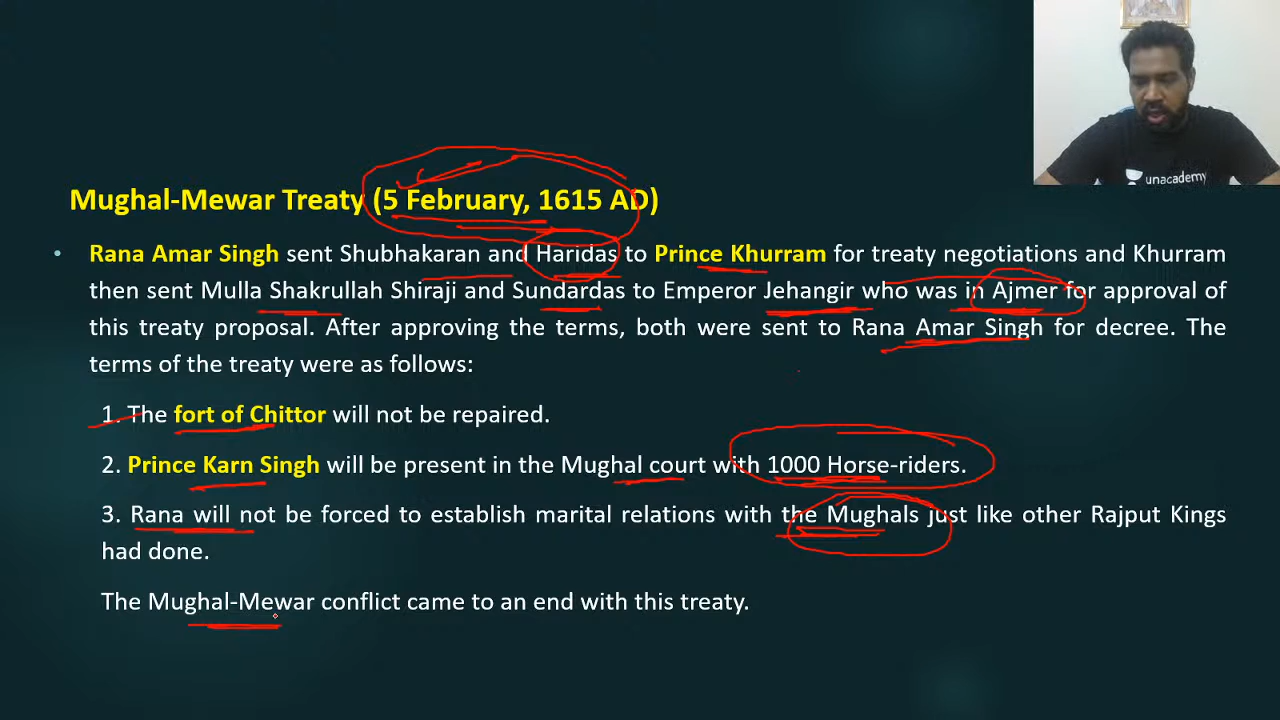 unacademy
Mughal-Mewar Treaty (5 February, 1615 AD)
• Rana Amar Singh sent Shubhakaran and Haridas to Prince Khurram for treaty negotiations and Khurram
then sent Mulla Shakrullah Shiraji and Sundardas to Emperor Jehangir who was in Ajmer for approval of
this treaty proposal. After approving the terms, both were sent to Rana Amar Singh for decree. The
terms of the treaty were as follows:
1. The fort of Chittor will not be repaired.
2. Prince Karn Singh will be present in the Mughal court with 1000 Horse-riders.
3. Rana will not be forced to establish marital relations with the Mughals just like other Rajput Kings
had done.
The Mughal-Mewar conflict came to an end with this treaty.